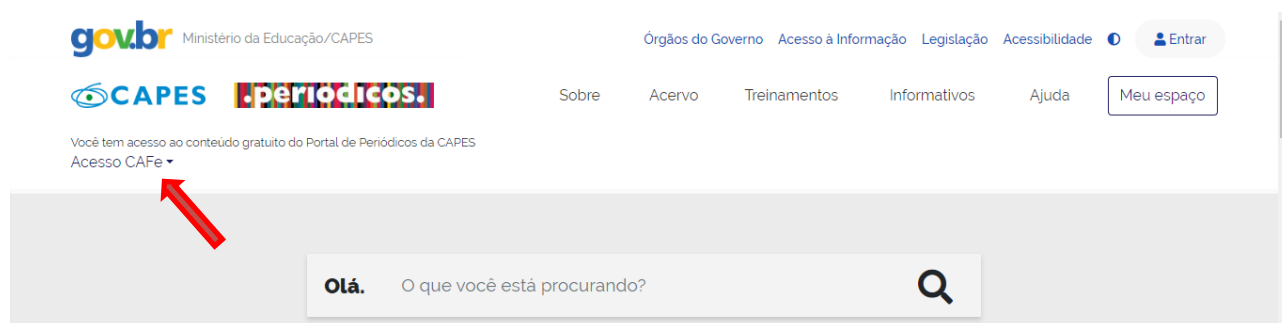 gov.br Ministério da Educação/CAPES Órgãos do Governo Acesso à Informação Legislação Acessibilidade Entrar
CAPES .periodicos. Sobre Acervo Treinamentos Informativos Ajuda Meu espaço
Você tem acesso ao conteúdo gratuito do Portal de Periódicos da CAPES
Acesso CAFe
Olá. O que você está procurando?